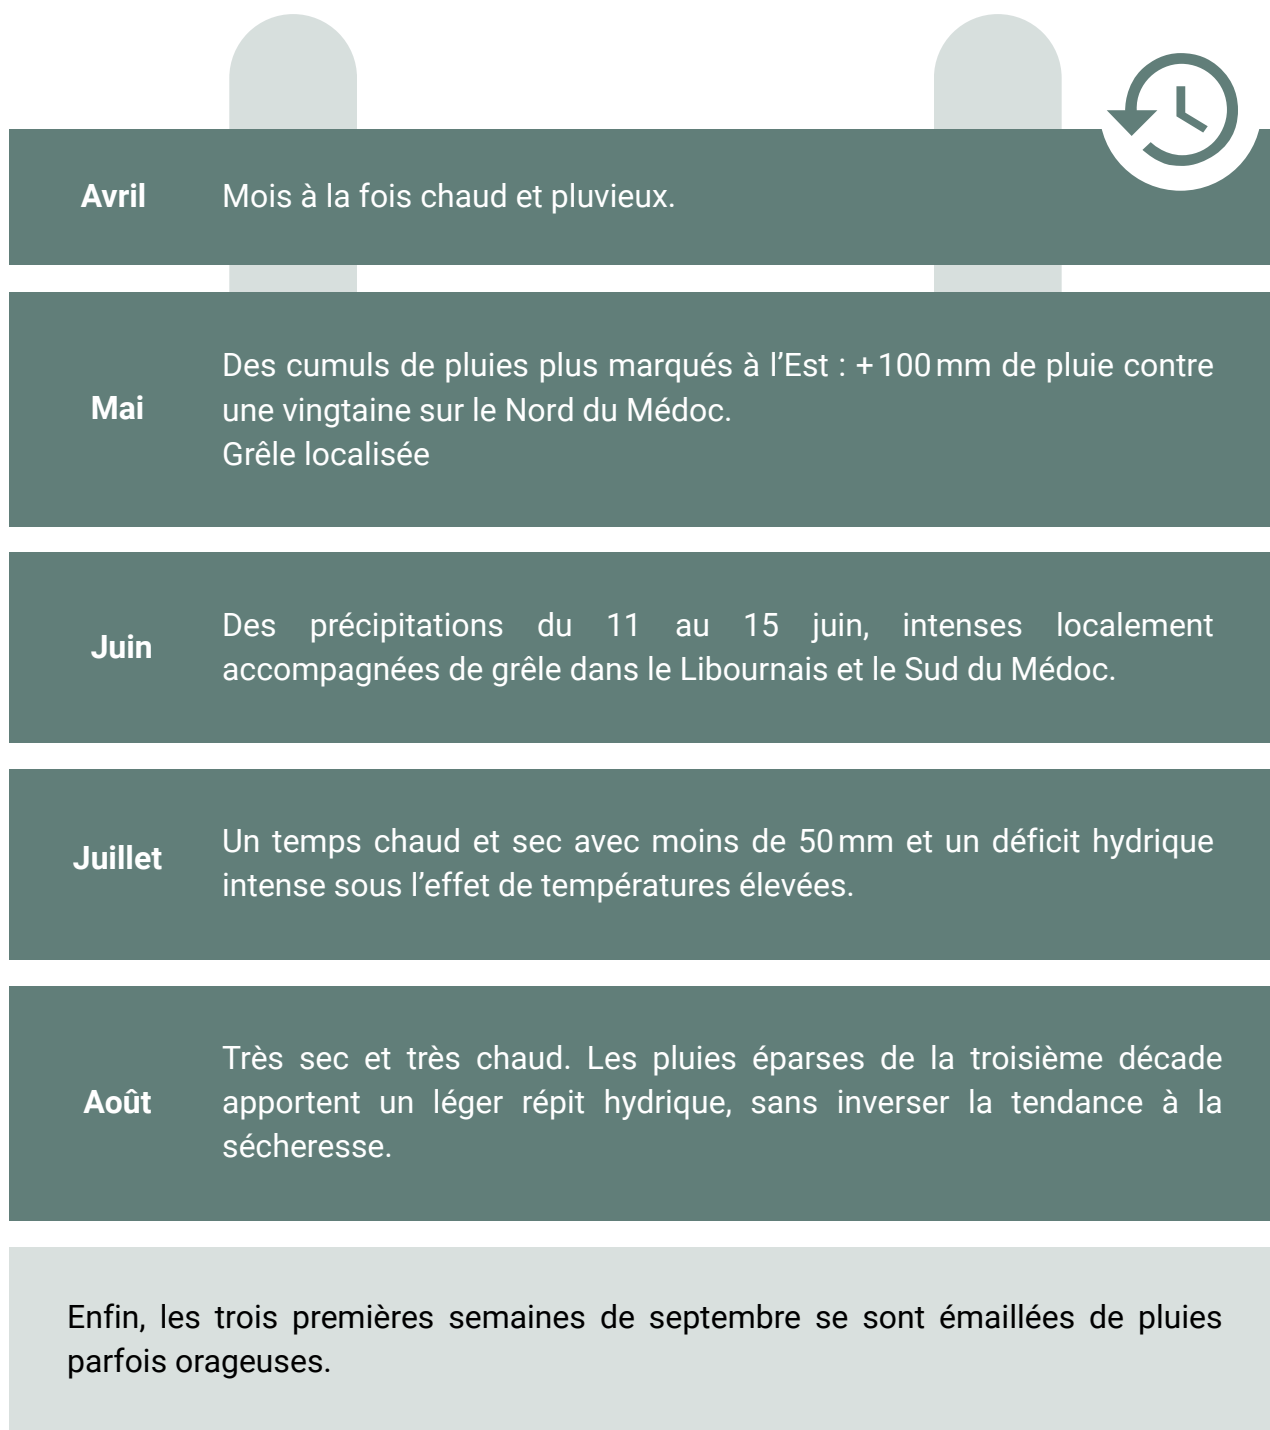 Avril
Mois à la fois chaud et pluvieux.
Mai
Des cumuls de pluies plus marqués à l’Est : +100 mm de pluie contre
une vingtaine sur le Nord du Médoc.
Grêle localisée
Juin
Des précipitations du 11 au 15 juin, intenses localement
accompagnées de grêle dans le Libournais et le Sud du Médoc.
Juillet
Un temps chaud et sec avec moins de 50 mm et un déficit hydrique
intense sous l’effet de températures élevées.
Août
Très sec et très chaud. Les pluies éparses de la troisième décade
apportent un léger répit hydrique, sans inverser la tendance à la
sécheresse.
Enfin, les trois premières semaines de septembre se sont émaillées de pluies
parfois orageuses.